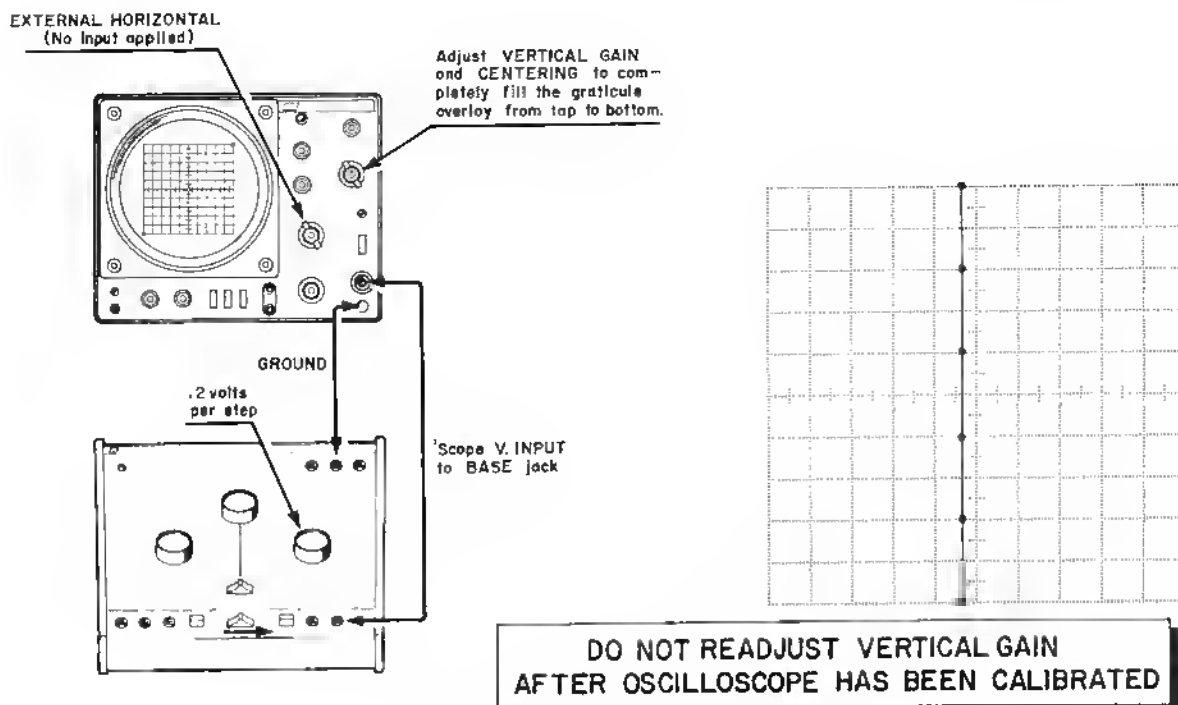 EXTERNAL HORIZONTAL
(No Input applied)
Adjust VERTICAL GAIN
and CENTERING to com-
pletely fill the graticule
overlay from top to bottom.
GROUND
.2 volts
per step
'Scope V. INPUT
to BASE jack
DO NOT READJUST VERTICAL GAIN
AFTER OSCILLOSCOPE HAS BEEN CALIBRATED